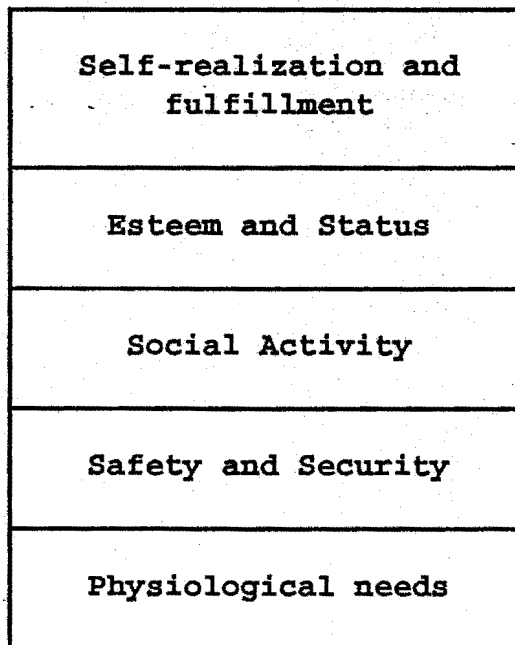 Self-realization and
fulfillment
Esteem and Status
Social Activity
Safety and Security
Physiological needs